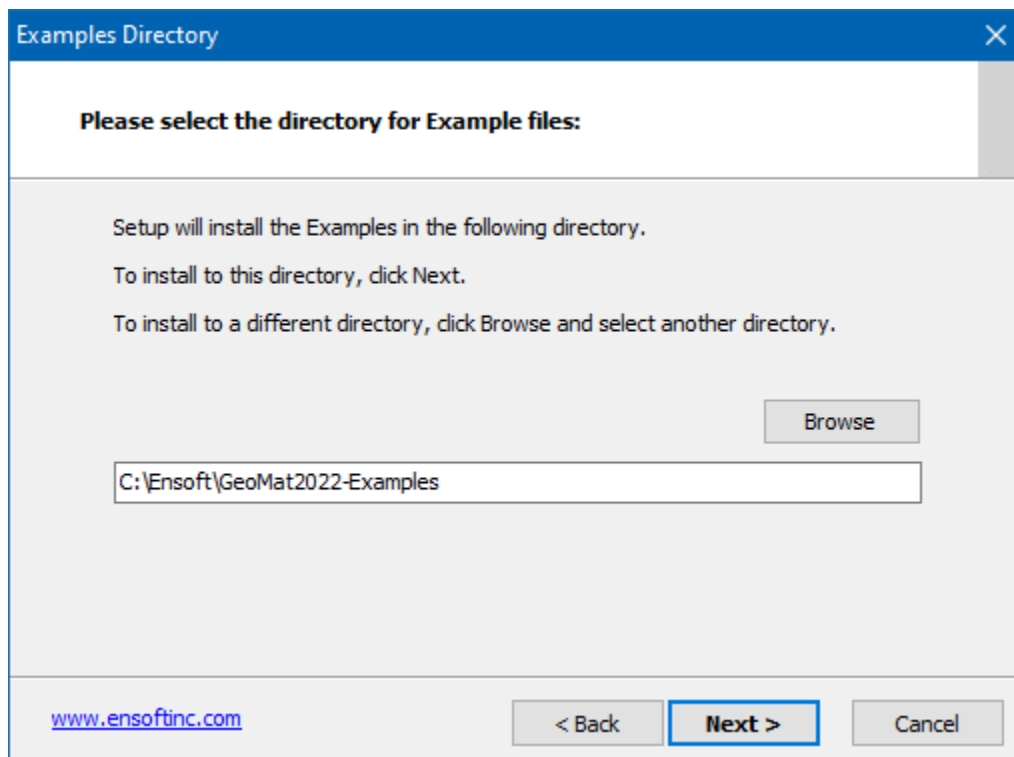 Examples Directory
Please select the directory for Example files:
Setup will install the Examples in the following directory.
To install to this directory, click Next.
To install to a different directory, click Browse and select another directory.
Browse
C:\Ensoft\GeoMat2022-Examples
www.ensoftinc.com
< Back
Next >
Cancel